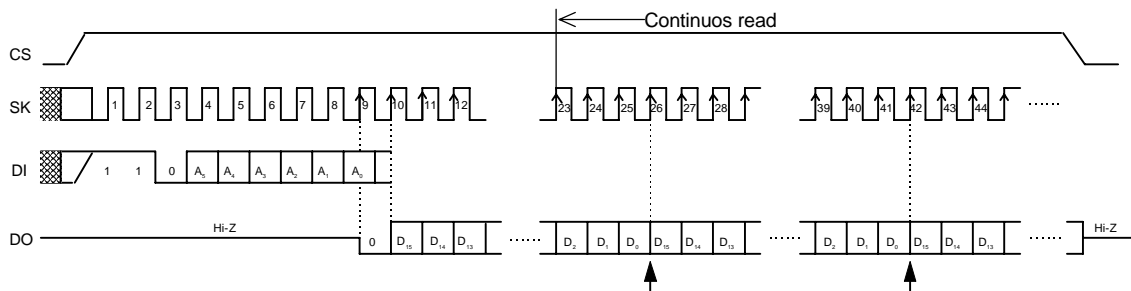 Continuos read
CS
SK 1 2 3 4 5 6 7 8 9 10 11 12 23 24 25 26 27 28 39 40 41 42 43 44
DI 1 1 0 A₅ A₄ A₃ A₂ A₁ A₀
Hi-Z Hi-Z
DO 0 D₁₅ D₁₄ D₁₃ D₂ D₁ D₀ D₁₅ D₁₄ D₁₃ D₂ D₁ D₀ D₁₅ D₁₄ D₁₃